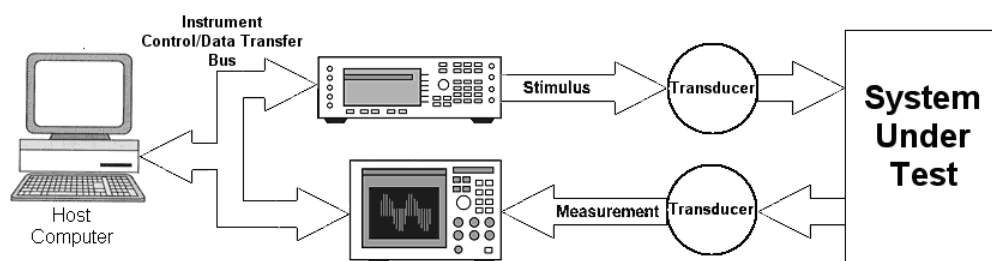 Instrument
Control/Data Transfer
Bus
Host
Computer
Stimulus
Transducer
System
Under
Test
Measurement
Transducer